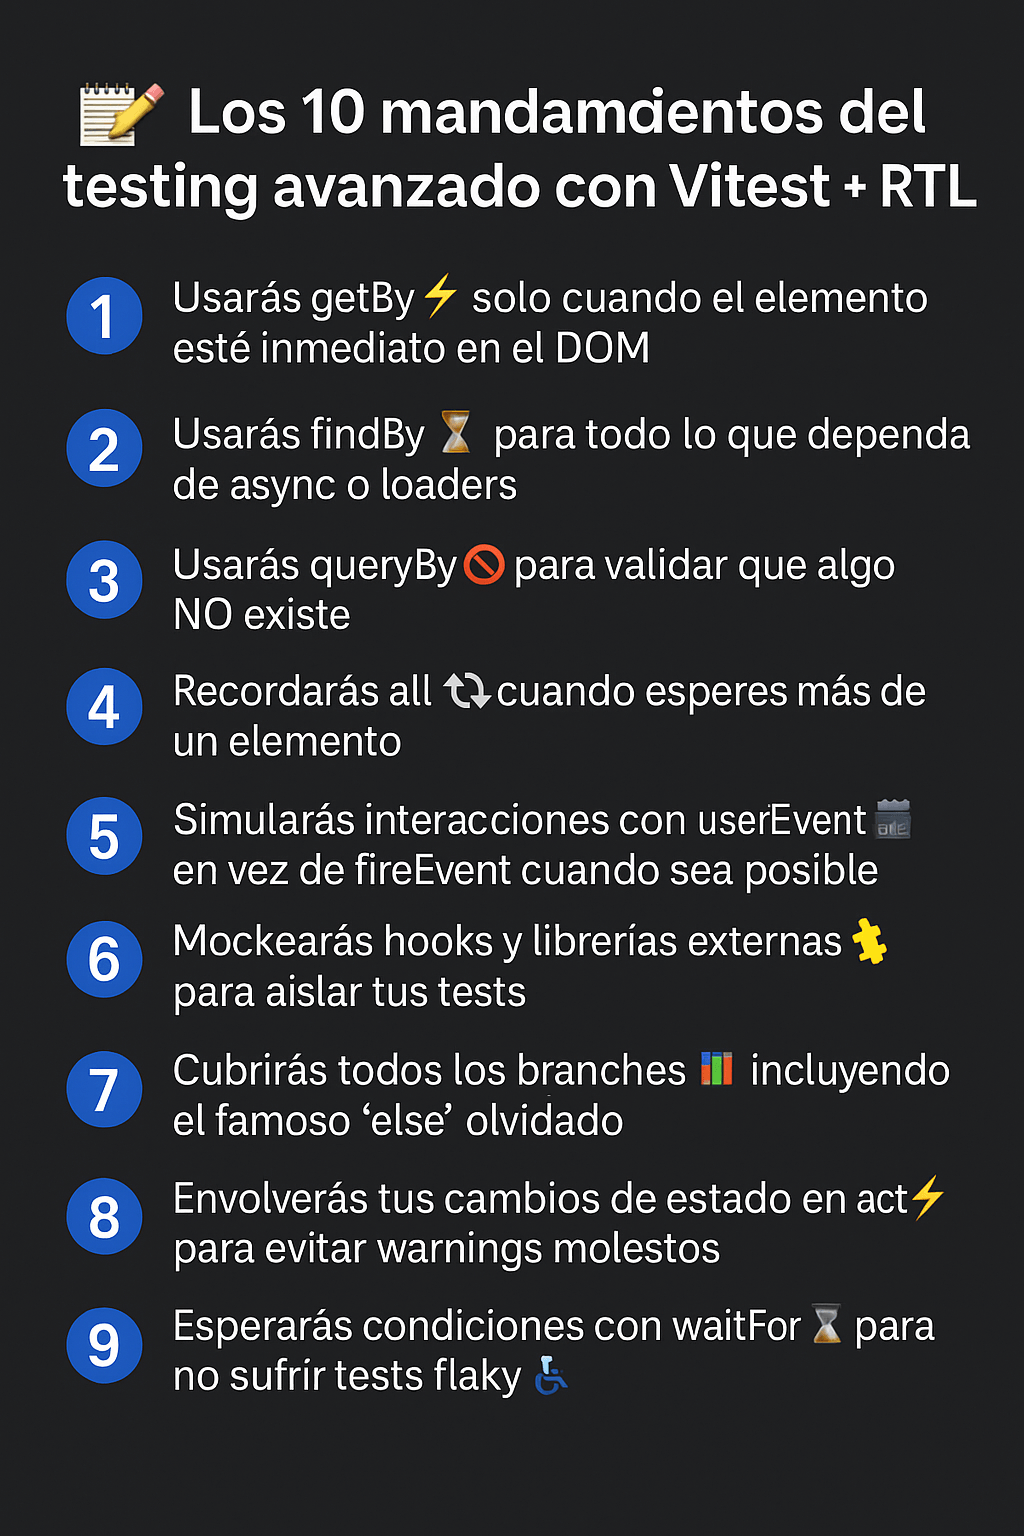 📝 Los 10 mandamdientos del
testing avanzado con Vitest + RTL
1 Usarás getBy⚡ solo cuando el elemento
esté inmediato en el DOM
2 Usarás findBy ⏳ para todo lo que dependa
de async o loaders
3 Usarás queryBy🚫 para validar que algo
NO existe
4 Recordarás all 🔄 cuando esperes más de
un elemento
5 Simularás interacciones con userEvent
en vez de fireEvent cuando sea posible
6 Mockearás hooks y librerías externas 🧩
para aislar tus tests
7 Cubrirás todos los branches 📊 incluyendo
el famoso ‘else’ olvidado
8 Envolverás tus cambios de estado en act⚡
para evitar warnings molestos
9 Esperarás condiciones con waitFor ⏳ para
no sufrir tests flaky ♿